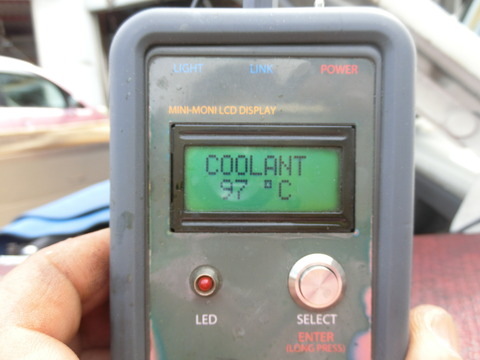 LIGHT LINK POWER
MINI-MONI LCD DISPLAY
COOLANT
97 °C
LED SELECT
ENTER
(LONG PRESS)